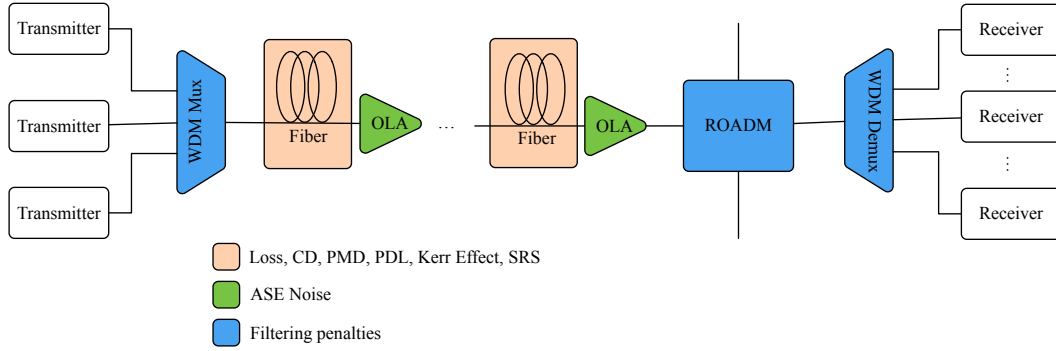 Transmitter
Transmitter
Transmitter
WDM Mux
Fiber
OLA
...
Fiber
OLA
ROADM
WDM Demux
Receiver
...
Receiver
...
Receiver
Loss, CD, PMD, PDL, Kerr Effect, SRS
ASE Noise
Filtering penalties